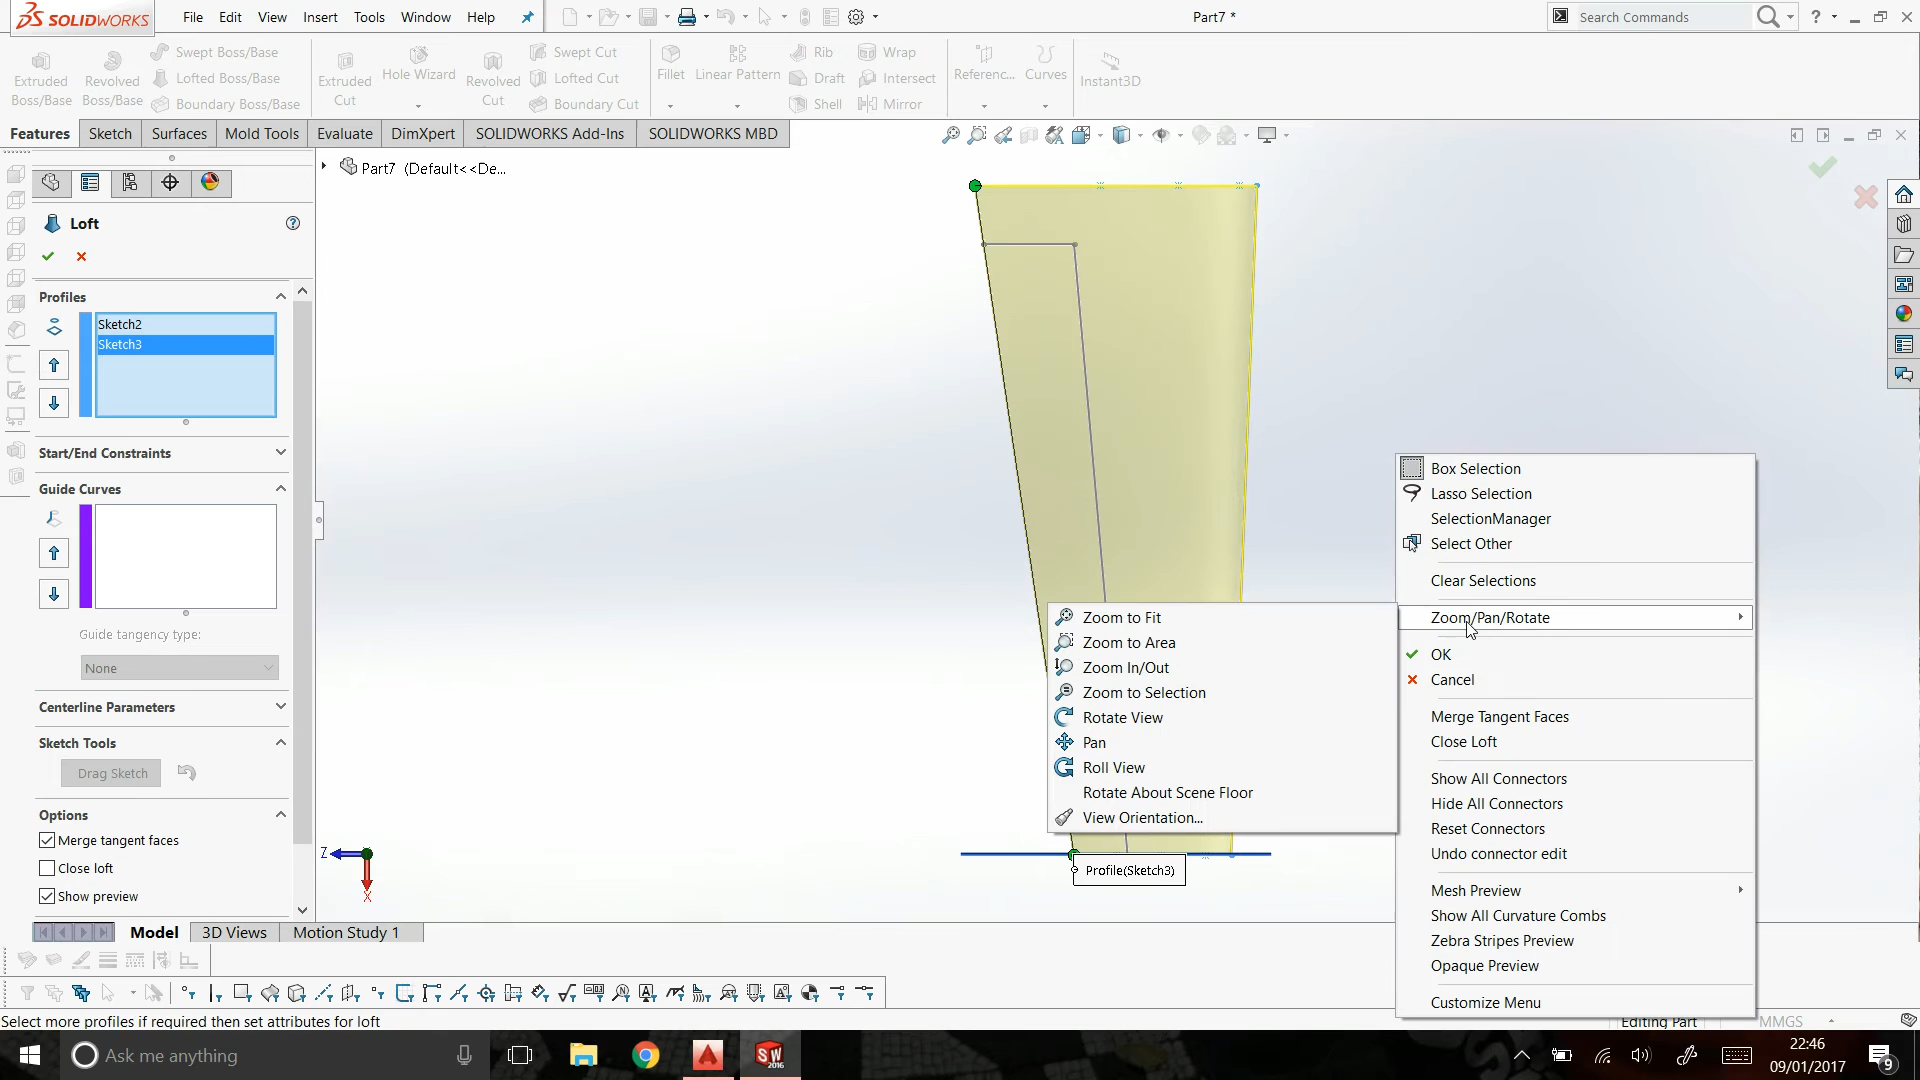 SOLIDWORKS
File Edit View Insert Tools Window Help
Part7 *
Search Commands
?
Extruded Boss/Base
Revolved Boss/Base
Swept Boss/Base
Lofted Boss/Base
Boundary Boss/Base
Extruded Cut
Hole Wizard
Revolved Cut
Swept Cut
Lofted Cut
Boundary Cut
Fillet
Linear Pattern
Rib
Draft
Shell
Wrap
Intersect
Mirror
Referenc...
Curves
Instant3D
Features Sketch Surfaces Mold Tools Evaluate DimXpert SOLIDWORKS Add-Ins SOLIDWORKS MBD
Part7 (Default<<De...
Loft
?
Profiles
Sketch2
Sketch3
Start/End Constraints
Guide Curves
Guide tangency type:
None
Centerline Parameters
Sketch Tools
Drag Sketch
Options
Merge tangent faces
Close loft
Show preview
Z
X
Profile(Sketch3)
Zoom to Fit
Zoom to Area
Zoom In/Out
Zoom to Selection
Rotate View
Pan
Roll View
Rotate About Scene Floor
View Orientation...
Box Selection
Lasso Selection
SelectionManager
Select Other
Clear Selections
Zoom/Pan/Rotate
OK
Cancel
Merge Tangent Faces
Close Loft
Show All Connectors
Hide All Connectors
Reset Connectors
Undo connector edit
Mesh Preview
Show All Curvature Combs
Zebra Stripes Preview
Opaque Preview
Customize Menu
Model 3D Views Motion Study 1
Select more profiles if required then set attributes for loft
Editing Part
MMGS
Ask me anything
SW
2016
22:46
09/01/2017
9